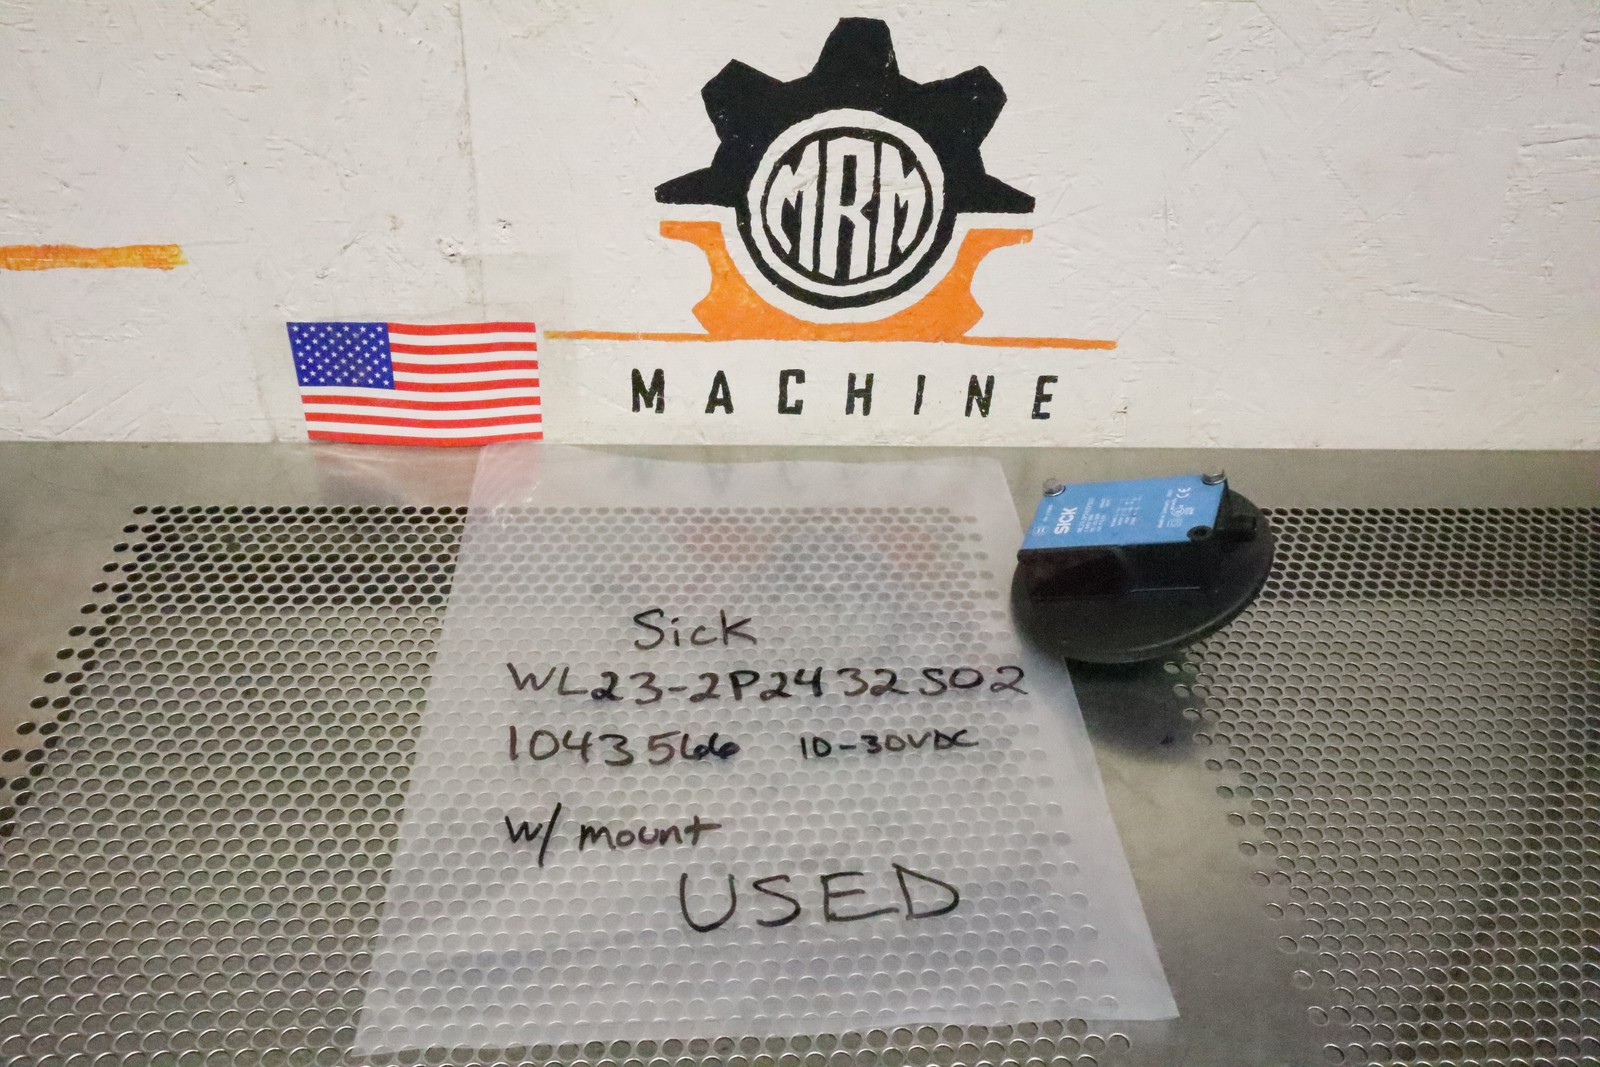 MRM
MACHINE
SICK
Sick
WL23-2P2432S02
1043566 10-30VDC
w/ mount
USED